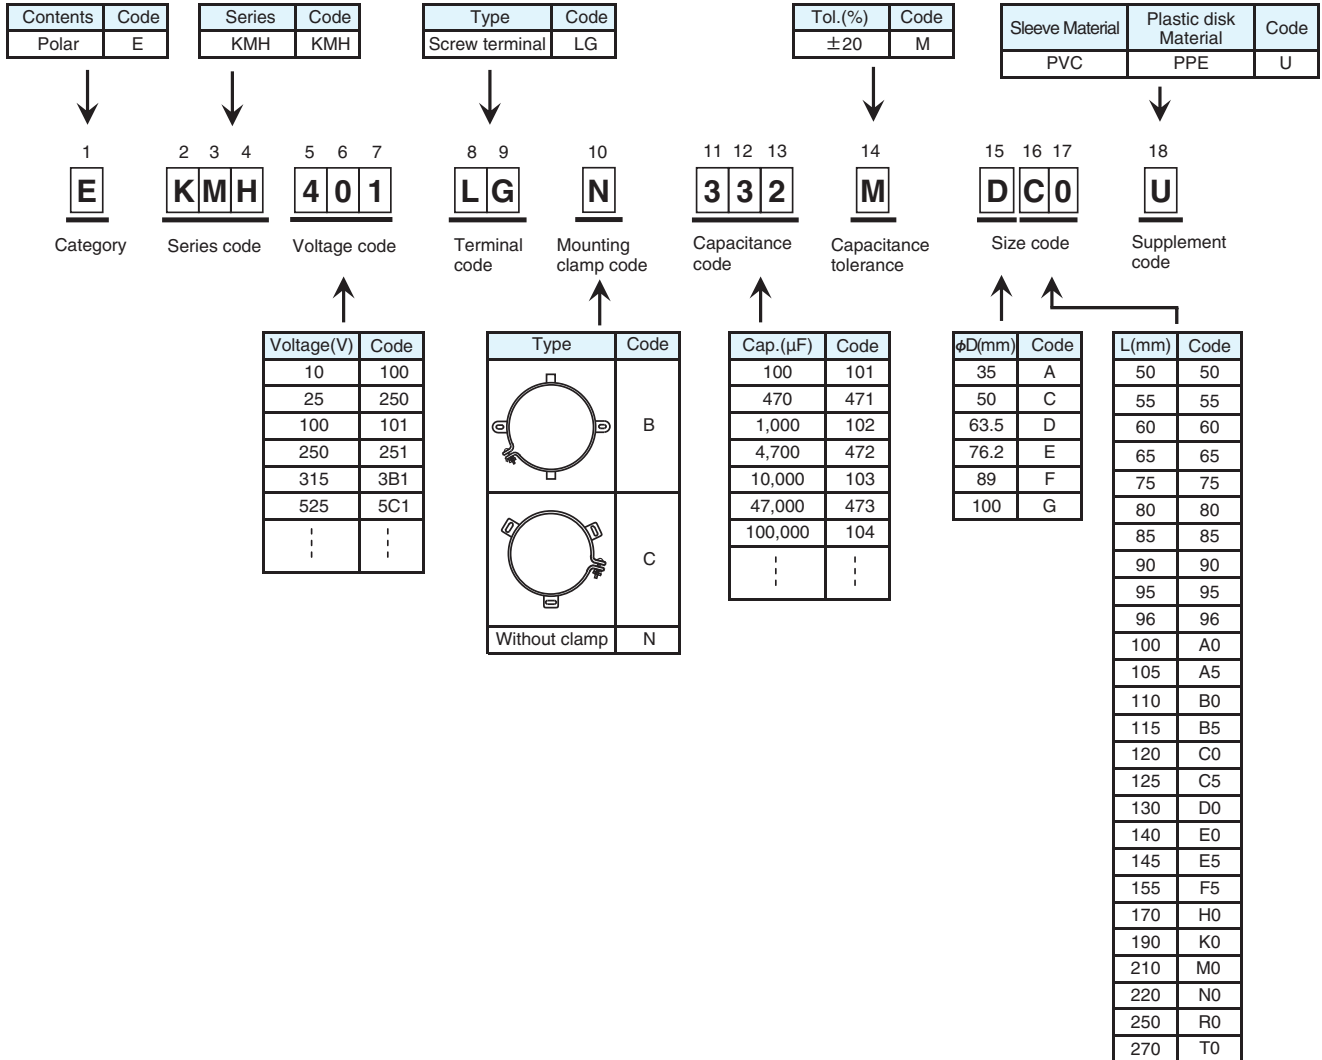 Contents Code
Polar E
Series Code
KMH KMH
Type Code
Screw terminal LG
Tol.(%) Code
±20 M
Sleeve Material Plastic disk Material Code
PVC PPE U
1 2 3 4 5 6 7 8 9 10 11 12 13 14 15 16 17 18
E KMH 401 LG N 332 M DC0 U
Category
Series code
Voltage code
Terminal
code
Mounting
clamp code
Capacitance
code
Capacitance
tolerance
Size code
Supplement
code
Voltage(V) Code
10 100
25 250
100 101
250 251
315 3B1
525 5C1
Type Code
B
C
Without clamp N
Cap.(µF) Code
100 101
470 471
1,000 102
4,700 472
10,000 103
47,000 473
100,000 104
ϕD(mm) Code
35 A
50 C
63.5 D
76.2 E
89 F
100 G
L(mm) Code
50 50
55 55
60 60
65 65
75 75
80 80
85 85
90 90
95 95
96 96
100 A0
105 A5
110 B0
115 B5
120 C0
125 C5
130 D0
140 E0
145 E5
155 F5
170 H0
190 K0
210 M0
220 N0
250 R0
270 T0